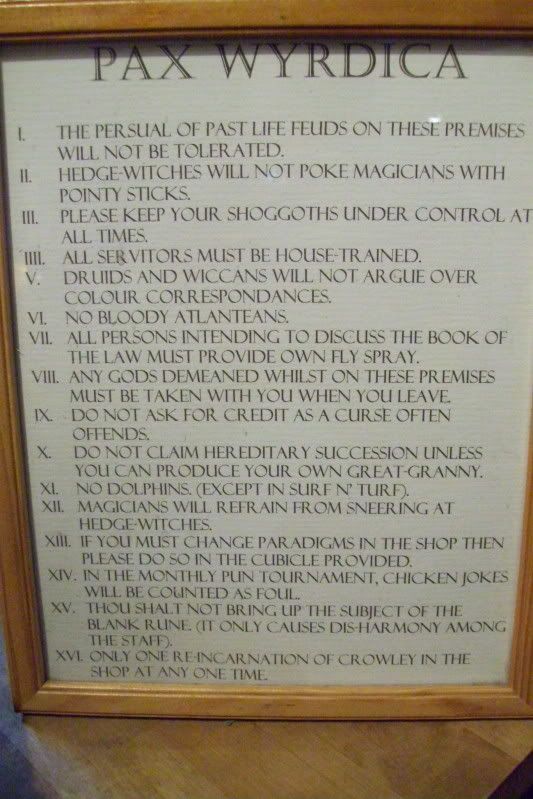 PAX WYRDICA
I. THE PERSUAL OF PAST LIFE FEUDS ON THESE PREMISES
WILL NOT BE TOLERATED.
II. HEDGE-WITCHES WILL NOT POKE MAGICIANS WITH
POINTY STICKS.
III. PLEASE KEEP YOUR SHOGGOTHS UNDER CONTROL AT
ALL TIMES.
IIII. ALL SERVITORS MUST BE HOUSE-TRAINED.
V. DRUIDS AND WICCANS WILL NOT ARGUE OVER
COLOUR CORRESPONDANCES.
VI. NO BLOODY ATLANTEANS.
VII. ALL PERSONS INTENDING TO DISCUSS THE BOOK OF
THE LAW MUST PROVIDE OWN FLY SPRAY.
VIII. ANY GODS DEMEANED WHILST ON THESE PREMISES
MUST BE TAKEN WITH YOU WHEN YOU LEAVE.
IX. DO NOT ASK FOR CREDIT AS A CURSE OFTEN
OFFENDS.
X. DO NOT CLAIM HEREDITARY SUCCESSION UNLESS
YOU CAN PRODUCE YOUR OWN GREAT-GRANNY.
XI. NO DOLPHINS. (EXCEPT IN SURF N' TURF).
XII. MAGICIANS WILL REFRAIN FROM SNEERING AT
HEDGE-WITCHES.
XIII. IF YOU MUST CHANGE PARADIGMS IN THE SHOP THEN
PLEASE DO SO IN THE CUBICLE PROVIDED.
XIV. IN THE MONTHLY PUN TOURNAMENT, CHICKEN JOKES
WILL BE COUNTED AS FOUL.
XV. THOU SHALT NOT BRING UP THE SUBJECT OF THE
BLANK RUNE. (IT ONLY CAUSES DIS-HARMONY AMONG
THE STAFF).
XVI. ONLY ONE RE-INCARNATION OF CROWLEY IN THE
SHOP AT ANY ONE TIME.